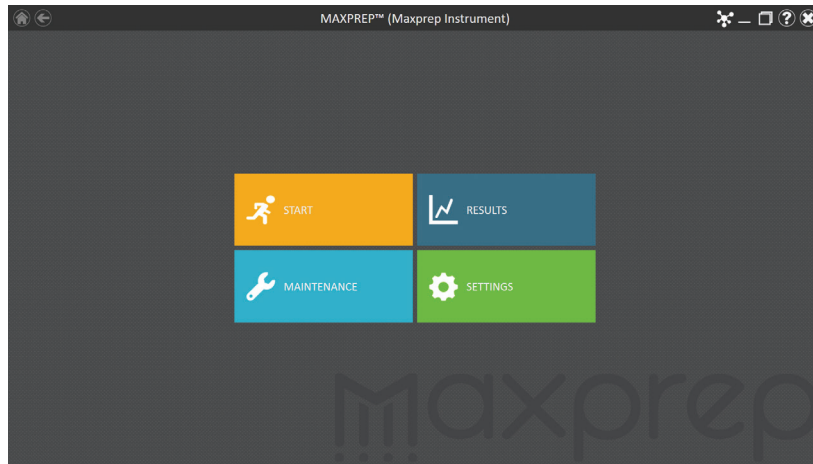 MAXPREP™ (Maxprep Instrument)
?
START
RESULTS
MAINTENANCE
SETTINGS
maxprep